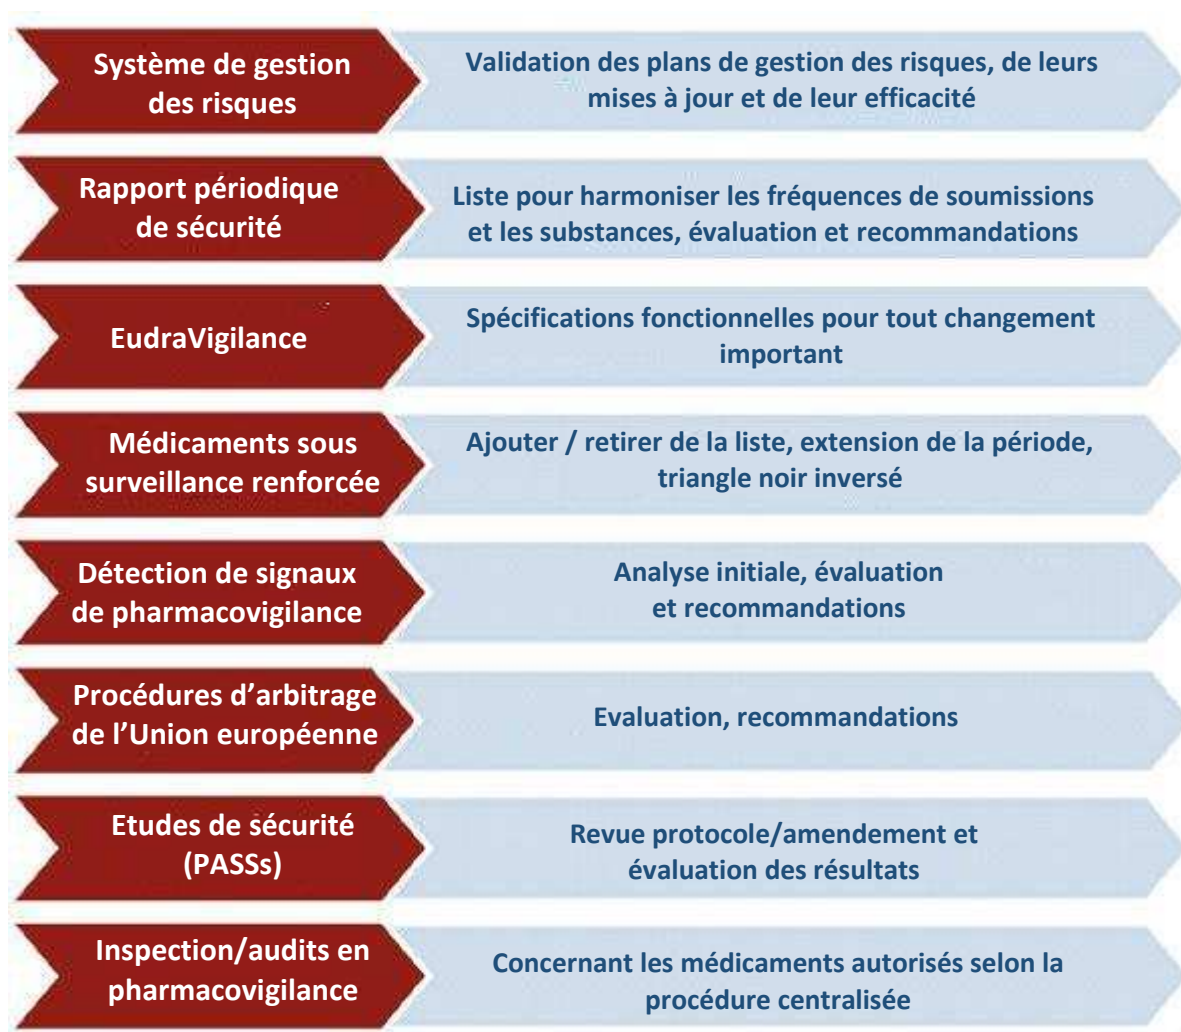 Système de gestion
des risques
Validation des plans de gestion des risques, de leurs
mises à jour et de leur efficacité
Rapport périodique
de sécurité
Liste pour harmoniser les fréquences de soumissions
et les substances, évaluation et recommandations
EudraVigilance
Spécifications fonctionnelles pour tout changement
important
Médicaments sous
surveillance renforcée
Ajouter / retirer de la liste, extension de la période,
triangle noir inversé
Détection de signaux
de pharmacovigilance
Analyse initiale, évaluation
et recommandations
Procédures d’arbitrage
de l’Union européenne
Evaluation, recommandations
Etudes de sécurité
(PASSs)
Revue protocole/amendement et
évaluation des résultats
Inspection/audits en
pharmacovigilance
Concernant les médicaments autorisés selon la
procédure centralisée